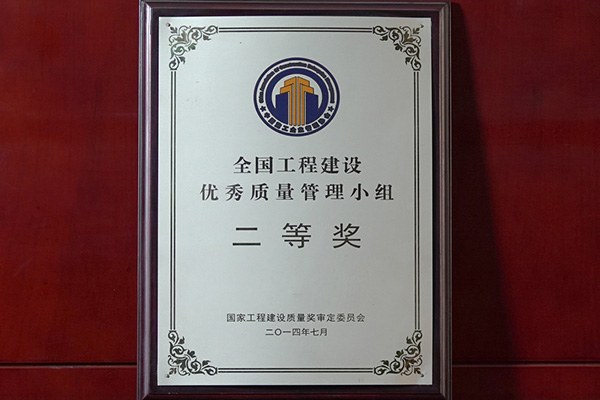 全国工程建设
优秀质量管理小组
二等奖
国家工程建设质量奖审定委员会
二〇一四年七月